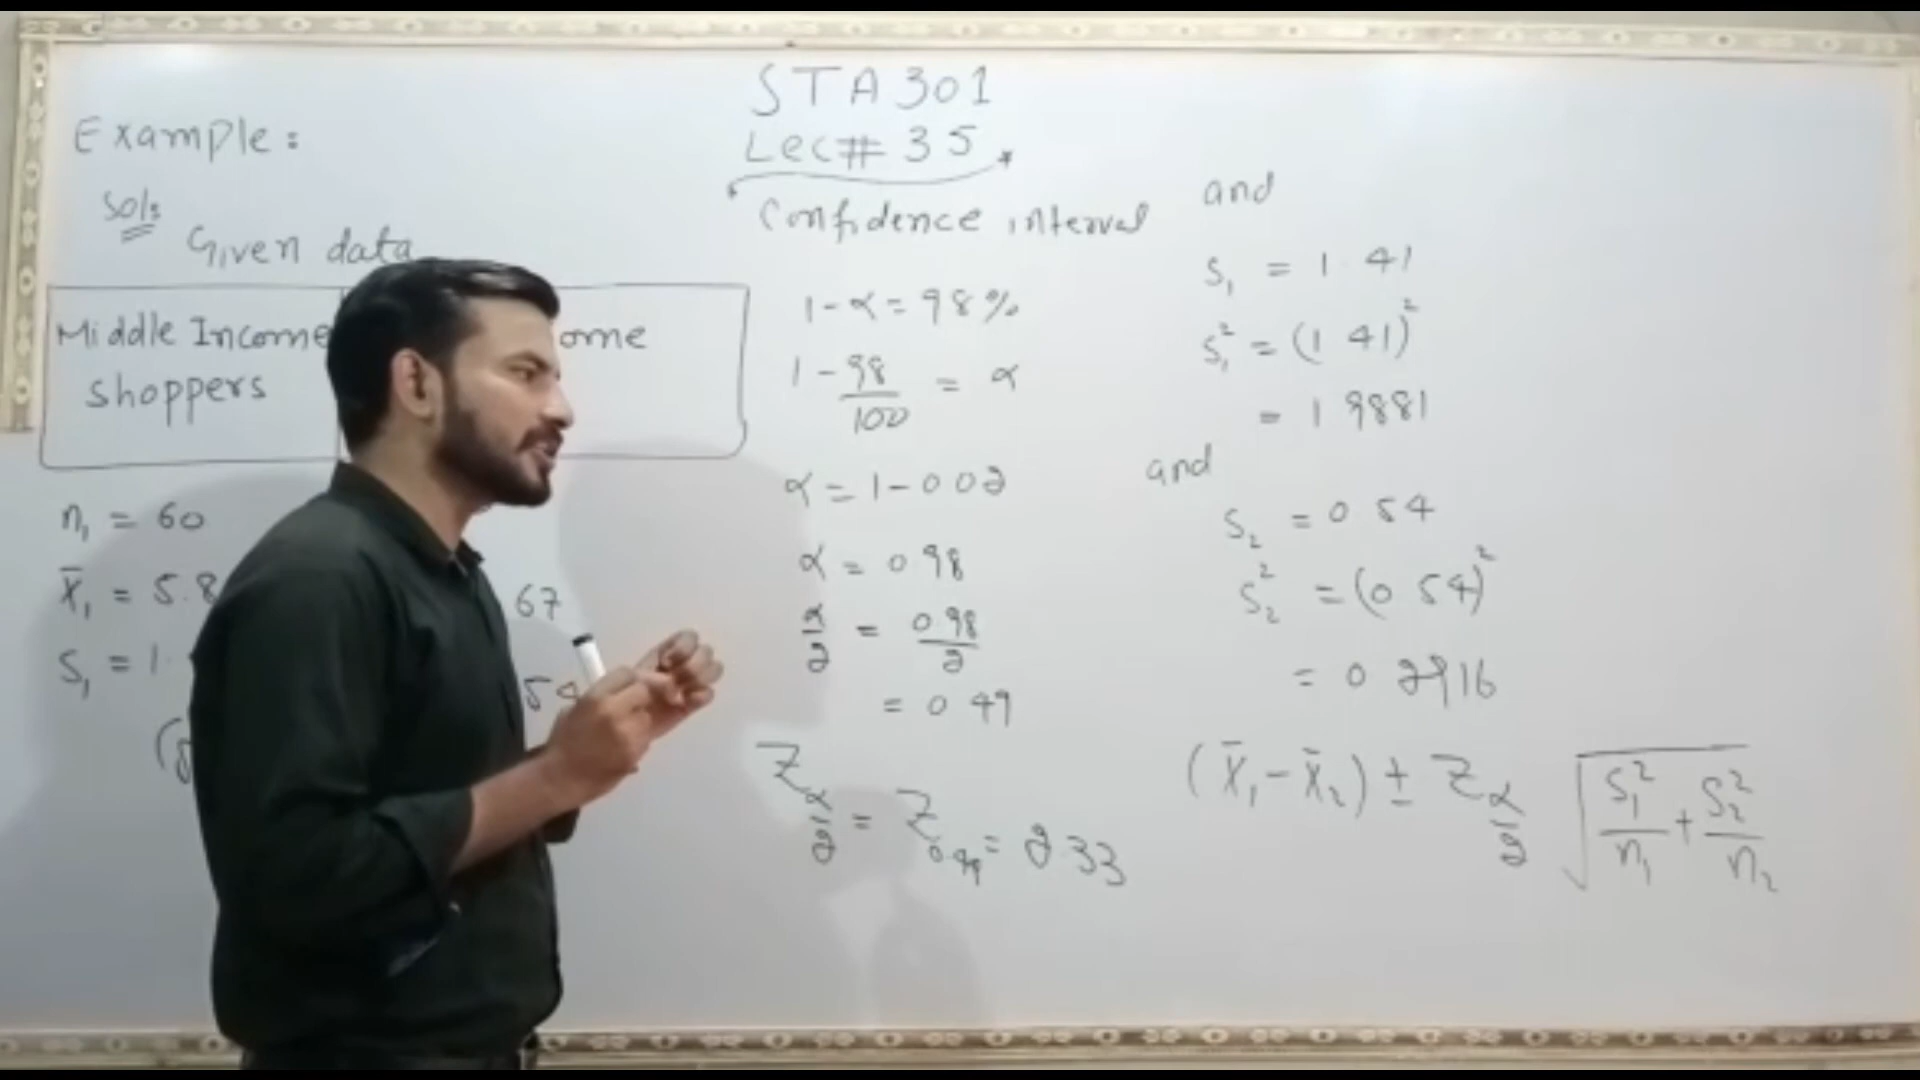 STA301
Lec# 35
Example:
Sol:
Given data
Middle Income
shoppers
ome
n₁ = 60
x̄₁ = 5.8
S₁ = 1.
67
54
Confidence interval
1-α = 98%
1 - 98/100 = α
α = 1-0 02
α = 0 98
α/2 = 0 98/2
= 0 49
Z α/2 = Z 0.49 = 2.33
and
S₁ = 1 41
S₁² = (1 41)²
= 1 9881
and
S₂ = 0 54
S₂² = (0 54)²
= 0 2916
(x̄₁-x̄₂) ± Z α/2 √(S₁²/n₁ + S₂²/n₂)